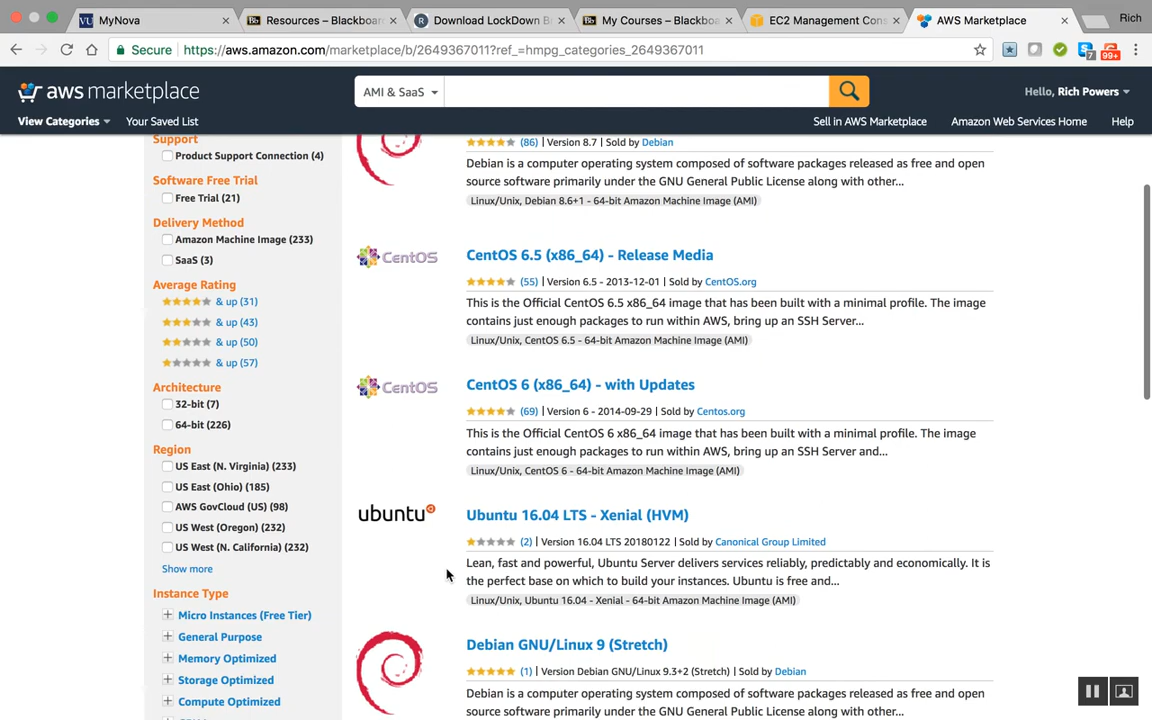 MyNova
Resources – Blackboar
Download LockDown B
My Courses – Blackboa
EC2 Management Cons
AWS Marketplace
Rich
Secure
https://aws.amazon.com/marketplace/b/2649367011?ref_=hmpg_categories_2649367011
7
99+
aws marketplace
AMI & SaaS
Hello, Rich Powers
View Categories
Your Saved List
Sell in AWS Marketplace
Amazon Web Services Home
Help
Support
Product Support Connection (4)
Software Free Trial
Free Trial (21)
Delivery Method
Amazon Machine Image (233)
SaaS (3)
Average Rating
& up (31)
& up (43)
& up (50)
& up (57)
Architecture
32-bit (7)
64-bit (226)
Region
US East (N. Virginia) (233)
US East (Ohio) (185)
AWS GovCloud (US) (98)
US West (Oregon) (232)
US West (N. California) (232)
Show more
Instance Type
Micro Instances (Free Tier)
General Purpose
Memory Optimized
Storage Optimized
Compute Optimized
(86) | Version 8.7 | Sold by Debian
Debian is a computer operating system composed of software packages released as free and open
source software primarily under the GNU General Public License along with other...
Linux/Unix, Debian 8.6+1 - 64-bit Amazon Machine Image (AMI)
CentOS
CentOS 6.5 (x86_64) - Release Media
(55) | Version 6.5 - 2013-12-01 | Sold by CentOS.org
This is the Official CentOS 6.5 x86_64 image that has been built with a minimal profile. The image
contains just enough packages to run within AWS, bring up an SSH Server...
Linux/Unix, CentOS 6.5 - 64-bit Amazon Machine Image (AMI)
CentOS
CentOS 6 (x86_64) - with Updates
(69) | Version 6 - 2014-09-29 | Sold by Centos.org
This is the Official CentOS 6 x86_64 image that has been built with a minimal profile. The image
contains just enough packages to run within AWS, bring up an SSH Server and...
Linux/Unix, CentOS 6 - 64-bit Amazon Machine Image (AMI)
ubuntu
Ubuntu 16.04 LTS - Xenial (HVM)
(2) | Version 16.04 LTS 20180122 | Sold by Canonical Group Limited
Lean, fast and powerful, Ubuntu Server delivers services reliably, predictably and economically. It is
the perfect base on which to build your instances. Ubuntu is free and...
Linux/Unix, Ubuntu 16.04 - Xenial - 64-bit Amazon Machine Image (AMI)
Debian GNU/Linux 9 (Stretch)
(1) | Version Debian GNU/Linux 9.3+2 (Stretch) | Sold by Debian
Debian is a computer operating system composed of software packages released as free and open